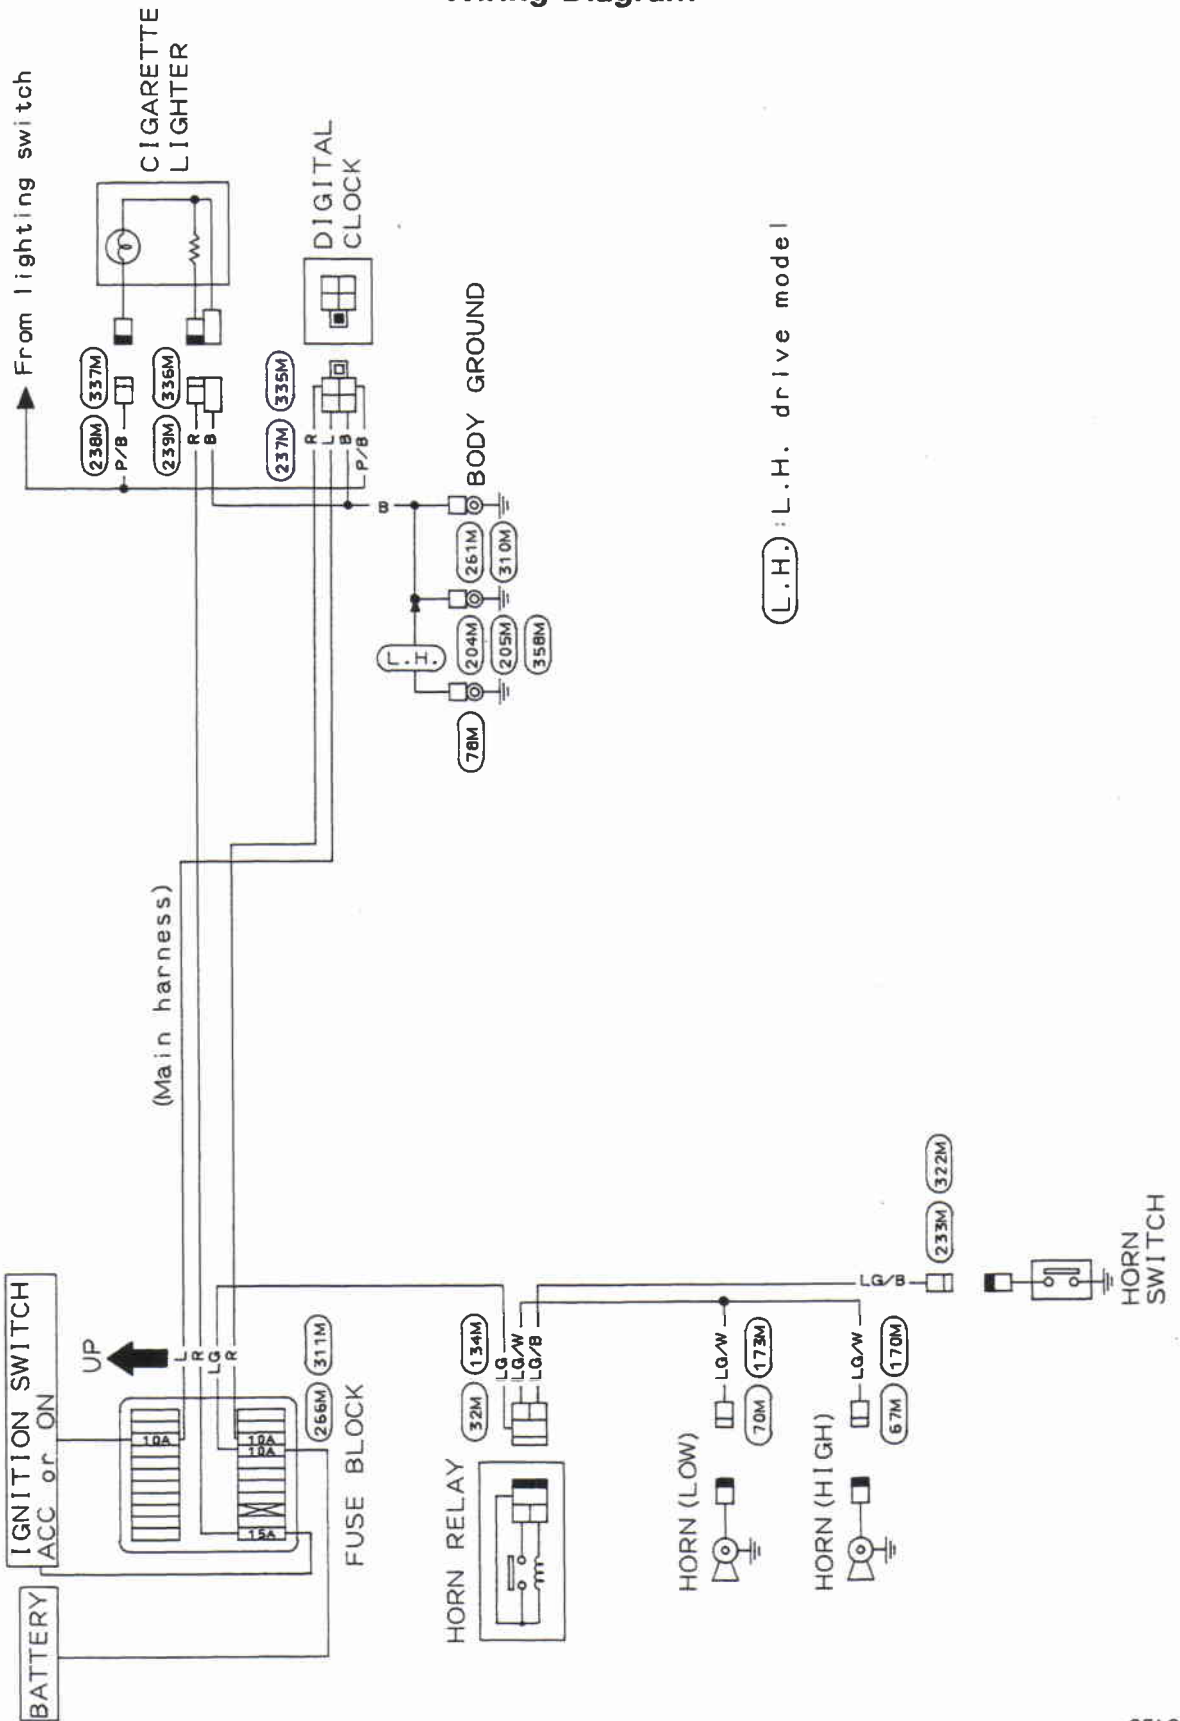 Wiring Diagram
BATTERY
IGNITION SWITCH
ACC or ON
UP
10A
10A
10A
15A
L
R
LG
R
266M 311M
FUSE BLOCK
(Main harness)
From lighting switch
CIGARETTE
LIGHTER
238M 337M
P/B
239M 336M
R
B
DIGITAL
CLOCK
237M 335M
R
L
B
P/B
B
BODY GROUND
261M
310M
204M
205M
358M
L.H.
78M
L.H. : L.H. drive model
HORN RELAY
32M 134M
LG
LG/W
LG/B
HORN (LOW)
LG/W
70M 173M
HORN (HIGH)
LG/W
67M 170M
LG/B
233M 322M
HORN
SWITCH